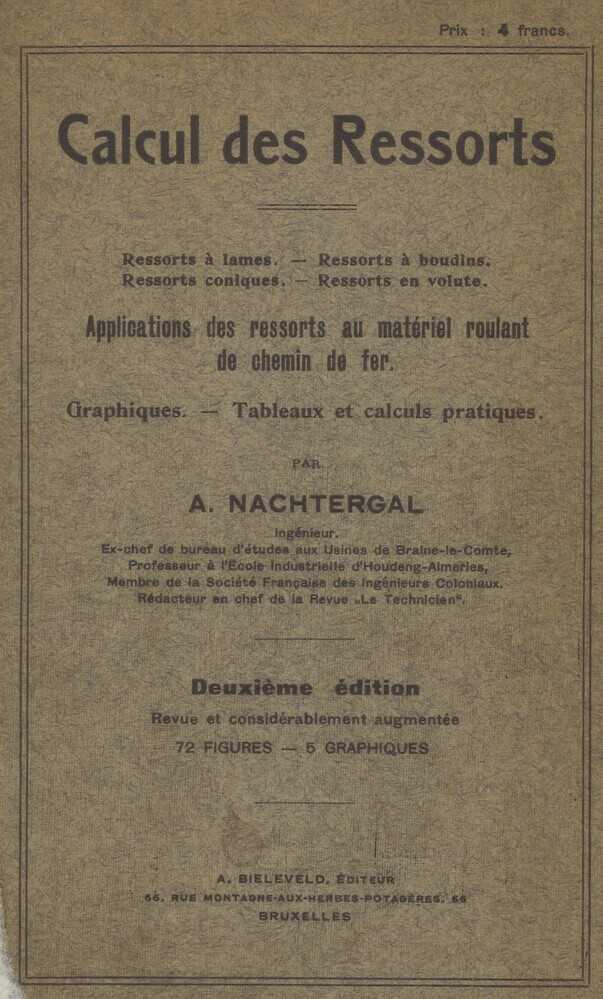 Prix : 4 francs.
Calcul des Ressorts
Ressorts à lames. — Ressorts à boudins.
Ressorts coniques. — Ressorts en volute.
Applications des ressorts au matériel roulant
de chemin de fer.
Graphiques. — Tableaux et calculs pratiques.
PAR
A. NACHTERGAL
Ingénieur.
Ex-chef de bureau d'études aux Usines de Braine-le-Comte,
Professeur à l'Ecole Industrielle d'Houdeng-Aimeries,
Membre de la Société Française des Ingénieurs Coloniaux.
Rédacteur en chef de la Revue „Le Technicien“.
Deuxième édition
Revue et considérablement augmentée
72 FIGURES — 5 GRAPHIQUES
A. BIELEVELD, ÉDITEUR
66, RUE MONTAGNE-AUX-HERBES-POTAGÈRES, 66
BRUXELLES